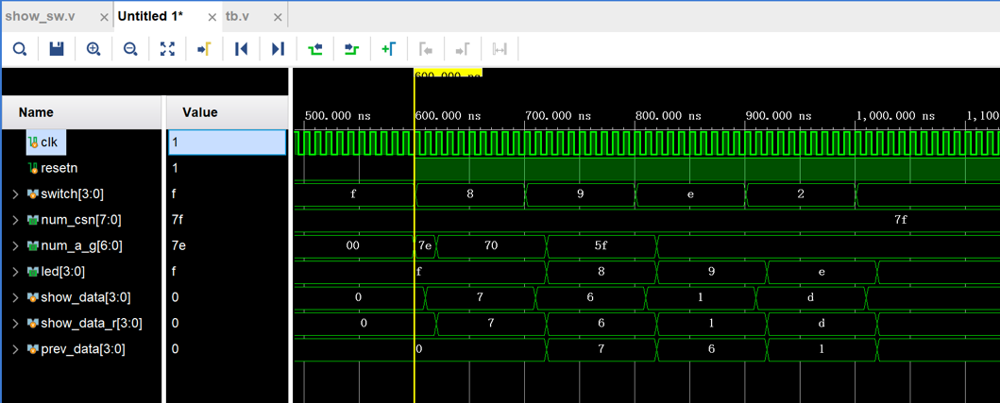 show_sw.v × Untitled 1* × tb.v ×
600.000 ns
Name Value
500.000 ns 600.000 ns 700.000 ns 800.000 ns 900.000 ns 1,000.000 ns 1,100
clk 1
resetn 1
switch[3:0] f f 8 9 e 2
num_csn[7:0] 7f 7f
num_a_g[6:0] 7e 00 7e 70 5f
led[3:0] f f 8 9 e
show_data[3:0] 0 0 7 6 1 d
show_data_r[3:0] 0 0 7 6 1 d
prev_data[3:0] 0 0 7 6 1